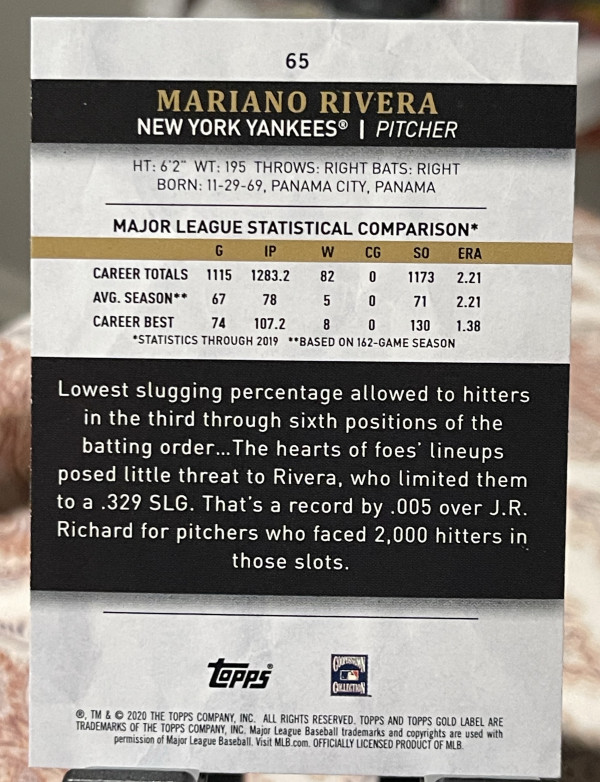 65
MARIANO RIVERA
NEW YORK YANKEES® | PITCHER
HT: 6'2" WT: 195 THROWS: RIGHT BATS: RIGHT
BORN: 11-29-69, PANAMA CITY, PANAMA
MAJOR LEAGUE STATISTICAL COMPARISON*
G IP W CG SO ERA
CAREER TOTALS 1115 1283.2 82 0 1173 2.21
AVG. SEASON** 67 78 5 0 71 2.21
CAREER BEST 74 107.2 8 0 130 1.38
*STATISTICS THROUGH 2019 **BASED ON 162-GAME SEASON
Lowest slugging percentage allowed to hitters
in the third through sixth positions of the
batting order...The hearts of foes' lineups
posed little threat to Rivera, who limited them
to a .329 SLG. That's a record by .005 over J.R.
Richard for pitchers who faced 2,000 hitters in
those slots.
topps®
COOPERSTOWN
COLLECTION
®, TM & © 2020 THE TOPPS COMPANY, INC. ALL RIGHTS RESERVED. TOPPS AND TOPPS GOLD LABEL ARE
TRADEMARKS OF THE TOPPS COMPANY, INC. Major League Baseball trademarks and copyrights are used with
permission of Major League Baseball. Visit MLB.com. OFFICIALLY LICENSED PRODUCT OF MLB.